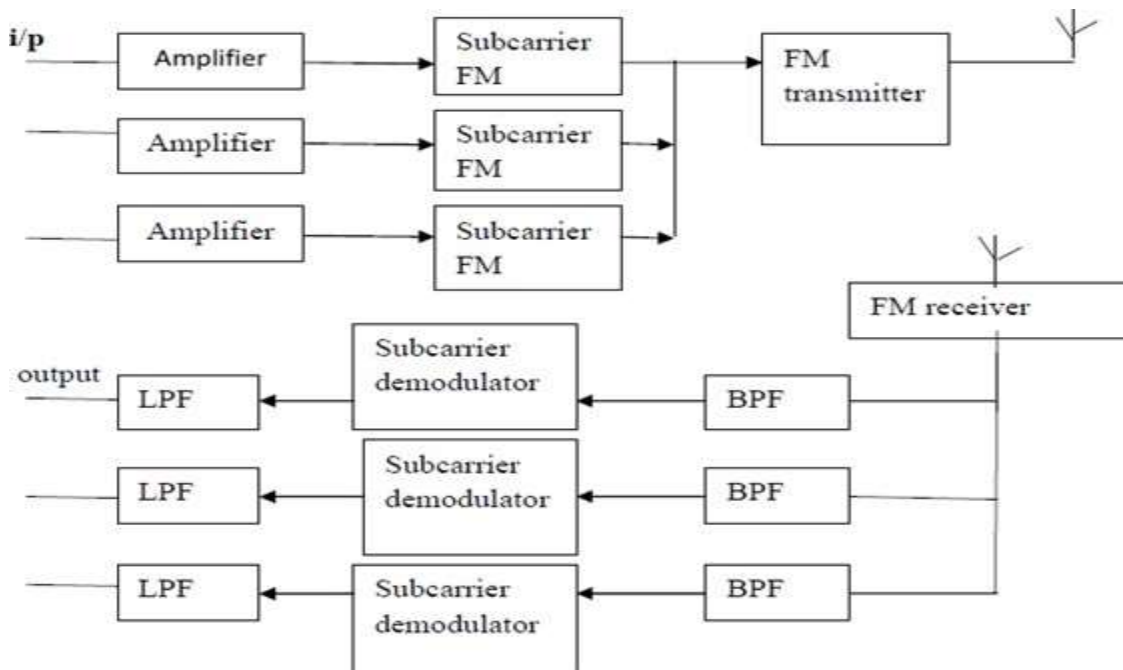 i/p
Amplifier
Subcarrier
FM
FM
transmitter
Amplifier
Subcarrier
FM
Amplifier
Subcarrier
FM
FM receiver
output
LPF
Subcarrier
demodulator
BPF
LPF
Subcarrier
demodulator
BPF
LPF
Subcarrier
demodulator
BPF